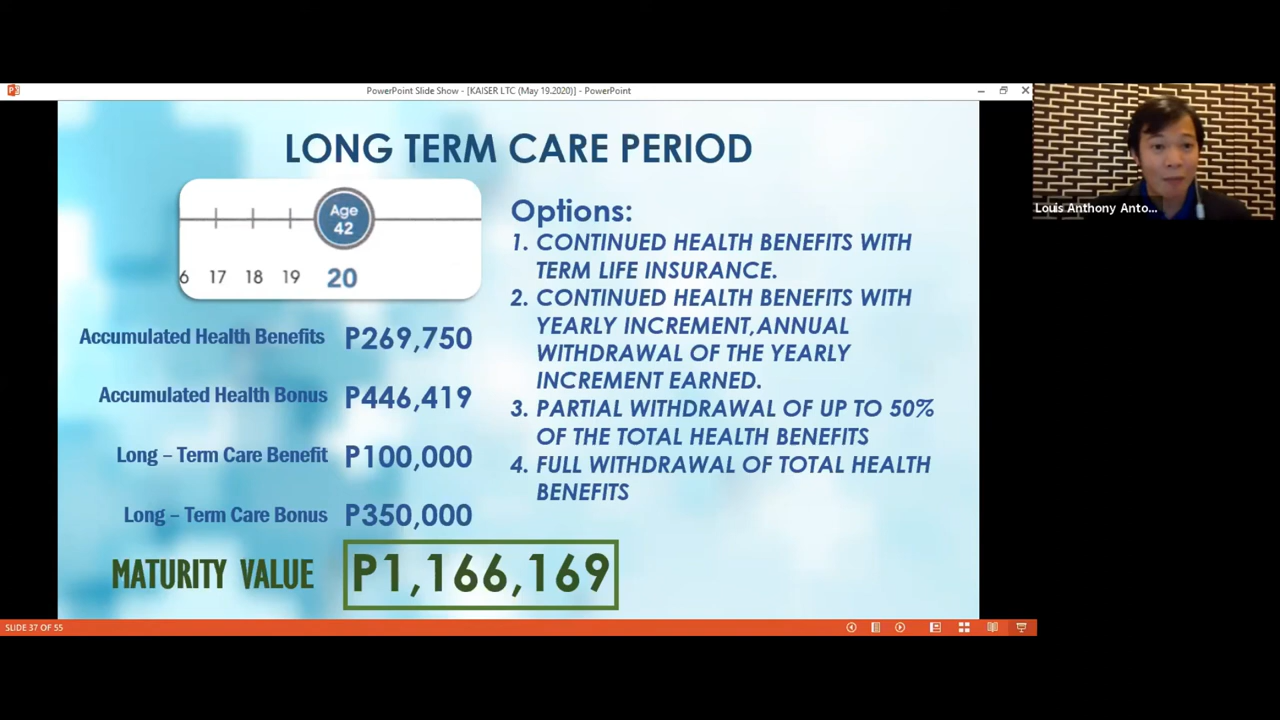 PowerPoint Slide Show - [KAISER LTC (May 19.2020)] - PowerPoint
LONG TERM CARE PERIOD
Age
42
6 17 18 19 20
Accumulated Health Benefits P269,750
Accumulated Health Bonus P446,419
Long – Term Care Benefit P100,000
Long – Term Care Bonus P350,000
MATURITY VALUE P1,166,169
Options:
1. CONTINUED HEALTH BENEFITS WITH
TERM LIFE INSURANCE.
2. CONTINUED HEALTH BENEFITS WITH
YEARLY INCREMENT,ANNUAL
WITHDRAWAL OF THE YEARLY
INCREMENT EARNED.
3. PARTIAL WITHDRAWAL OF UP TO 50%
OF THE TOTAL HEALTH BENEFITS
4. FULL WITHDRAWAL OF TOTAL HEALTH
BENEFITS
SLIDE 37 OF 55
Louis Anthony Anto...